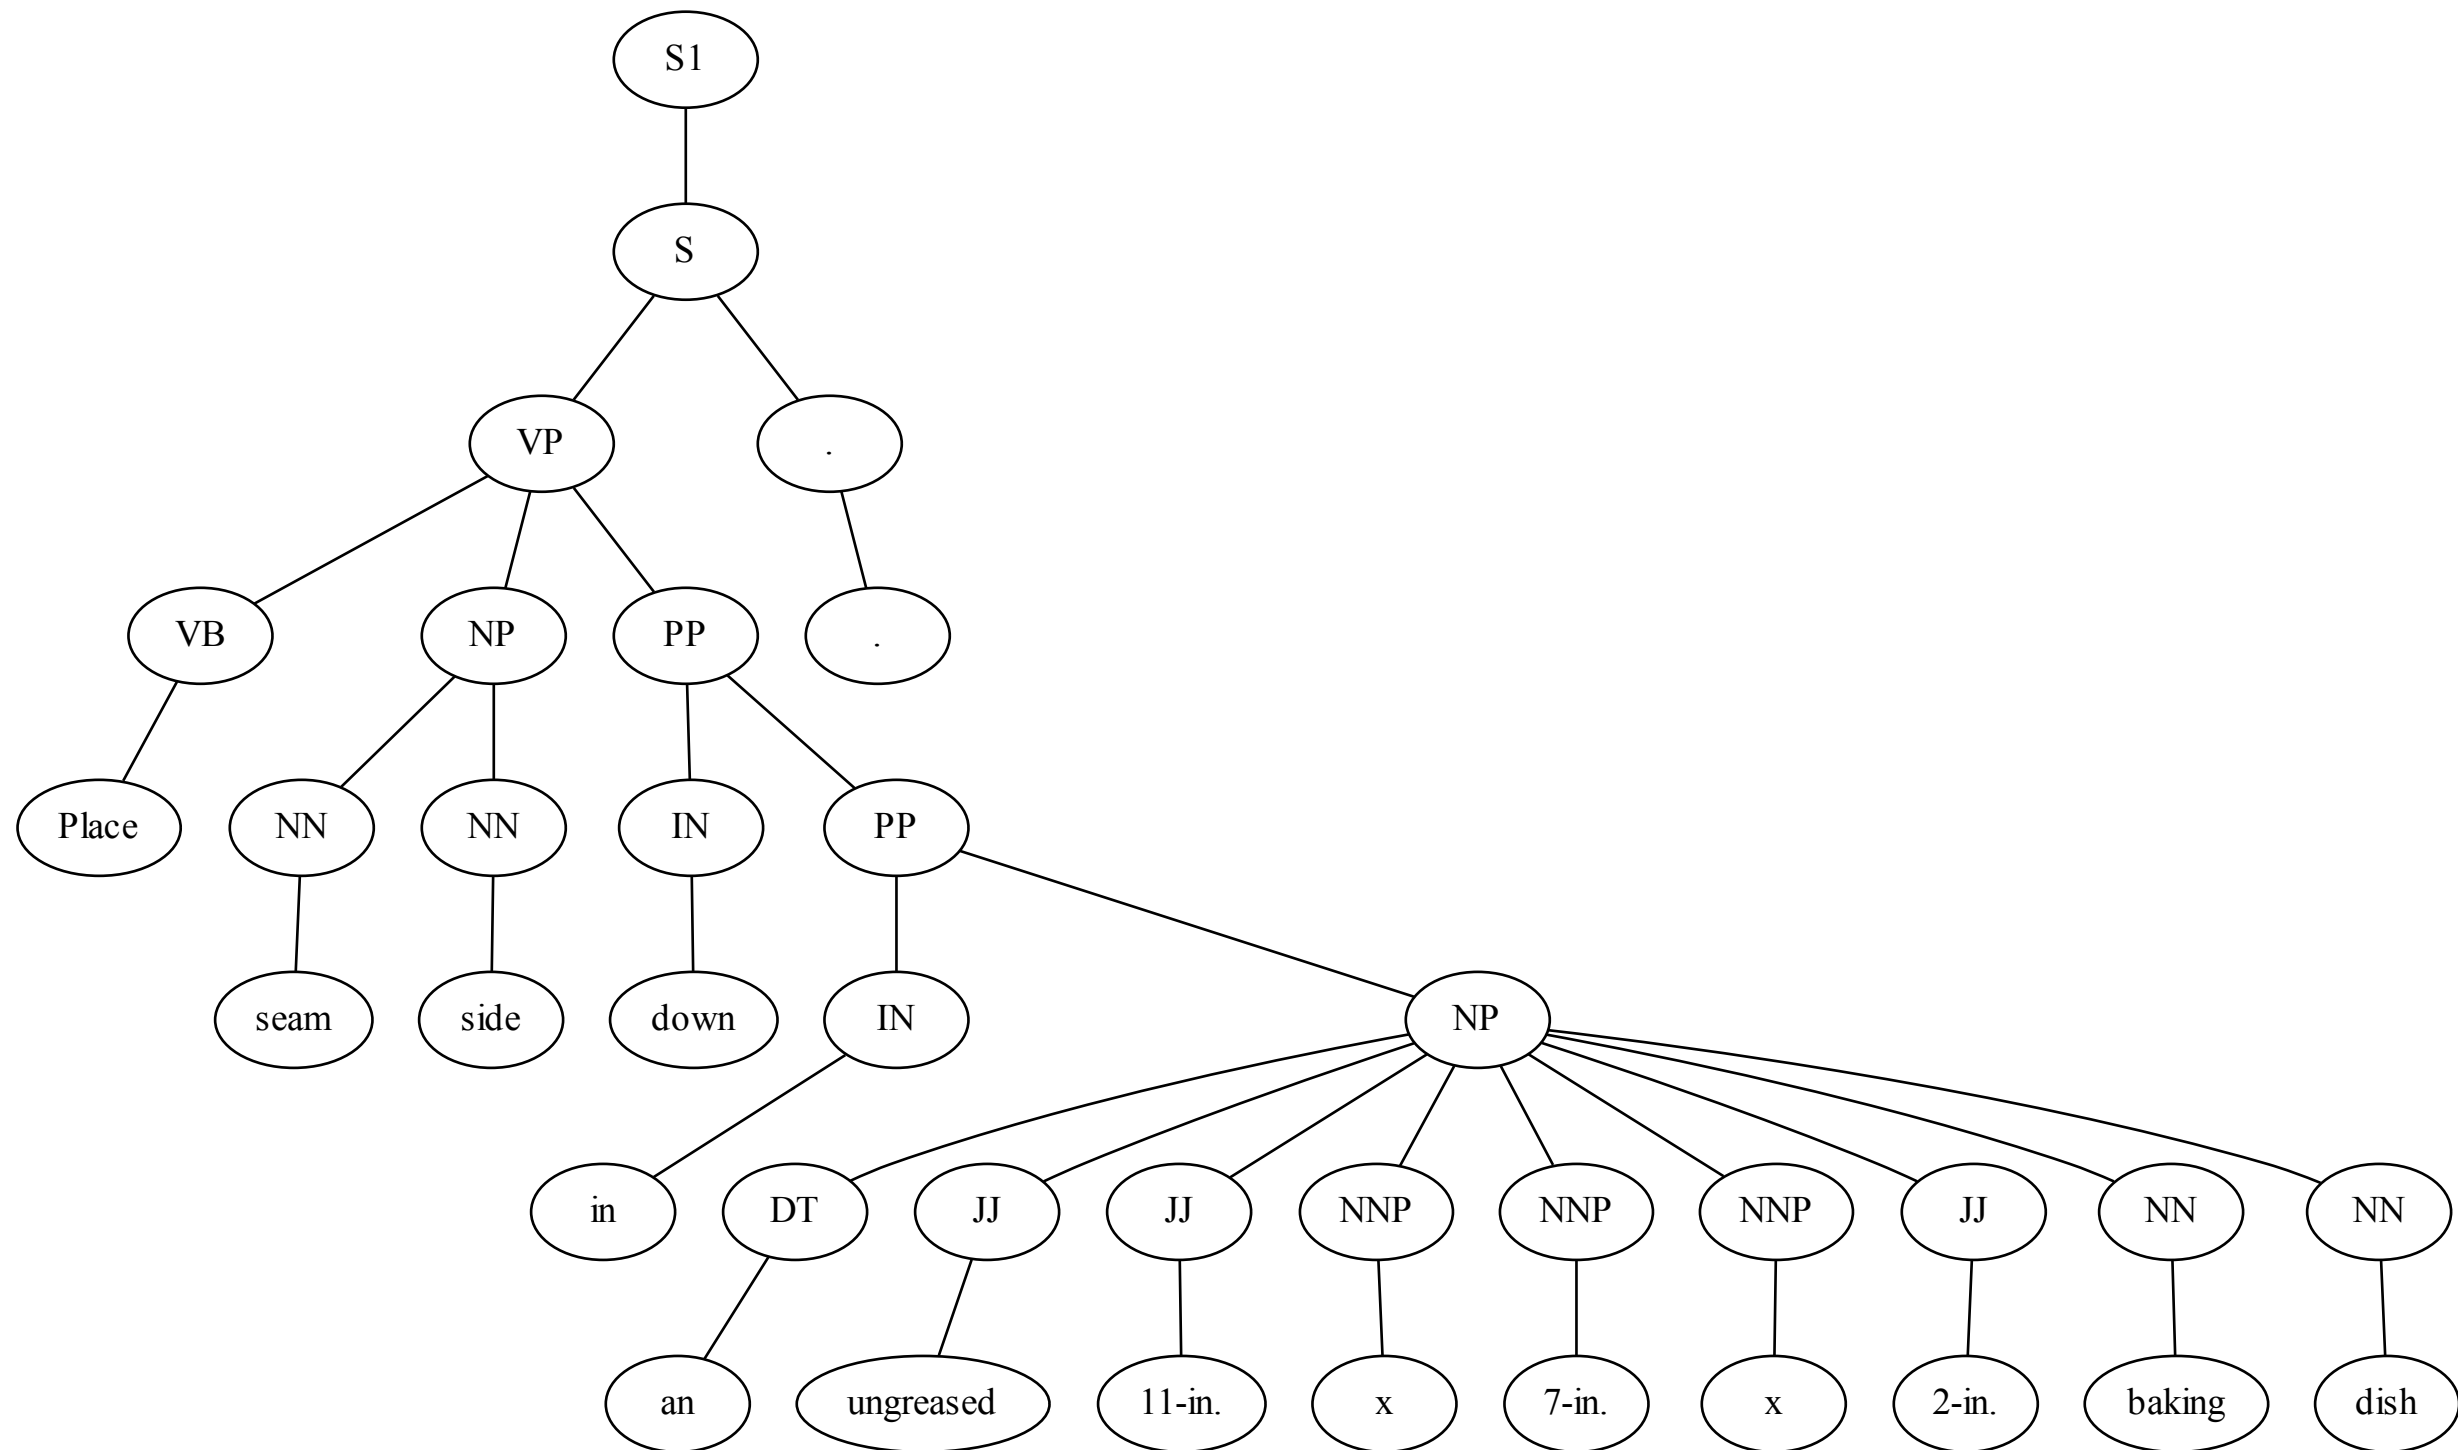 S1
S
VP .
VB NP PP .
Place NN NN IN PP
seam side down IN NP
in DT JJ JJ NNP NNP NNP JJ NN NN
an ungreased 11-in. x 7-in. x 2-in. baking dish